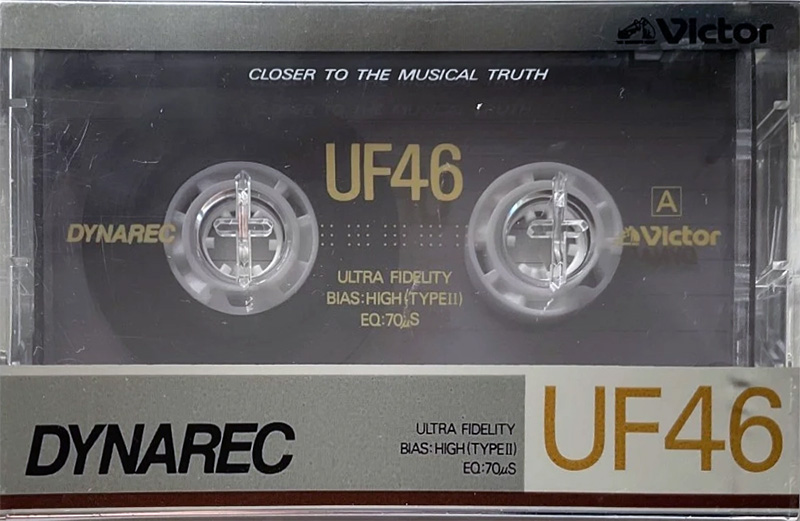 Victor
CLOSER TO THE MUSICAL TRUTH
UF46
A
DYNAREC
Victor
ULTRA FIDELITY
BIAS:HIGH(TYPEII)
EQ:70μS
DYNAREC
ULTRA FIDELITY
BIAS:HIGH(TYPEII)
EQ:70μS
UF46